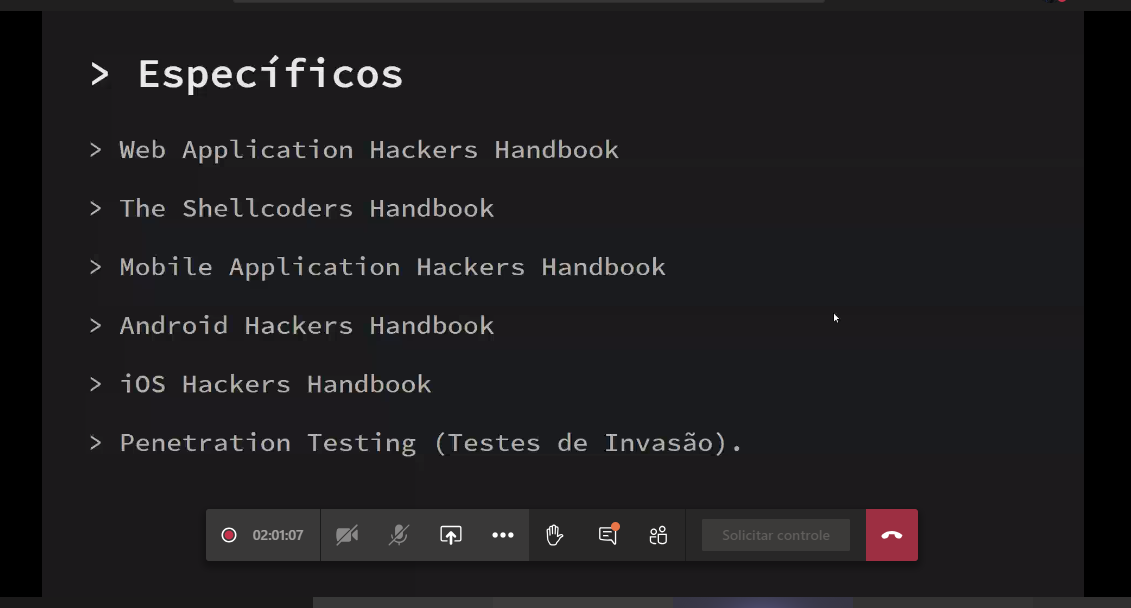 > Específicos
> Web Application Hackers Handbook
> The Shellcoders Handbook
> Mobile Application Hackers Handbook
> Android Hackers Handbook
> iOS Hackers Handbook
> Penetration Testing (Testes de Invasão).
02:01:07 Solicitar controle